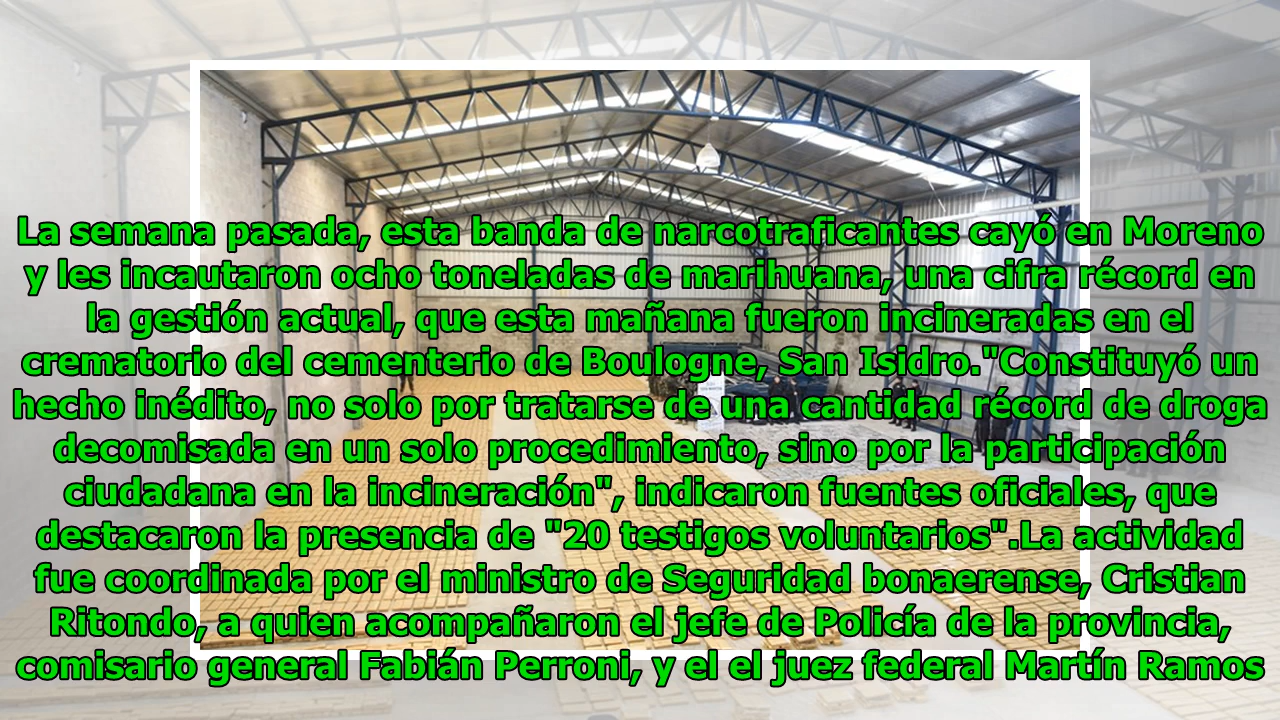 La semana pasada, esta banda de narcotraficantes cayó en Moreno
y les incautaron ocho toneladas de marihuana, una cifra récord en
la gestión actual, que esta mañana fueron incineradas en el
crematorio del cementerio de Boulogne, San Isidro."Constituyó un
hecho inédito, no solo por tratarse de una cantidad récord de droga
decomisada en un solo procedimiento, sino por la participación
ciudadana en la incineración", indicaron fuentes oficiales, que
destacaron la presencia de "20 testigos voluntarios".La actividad
fue coordinada por el ministro de Seguridad bonaerense, Cristian
Ritondo, a quien acompañaron el jefe de Policía de la provincia,
comisario general Fabián Perroni, y el el juez federal Martín Ramos